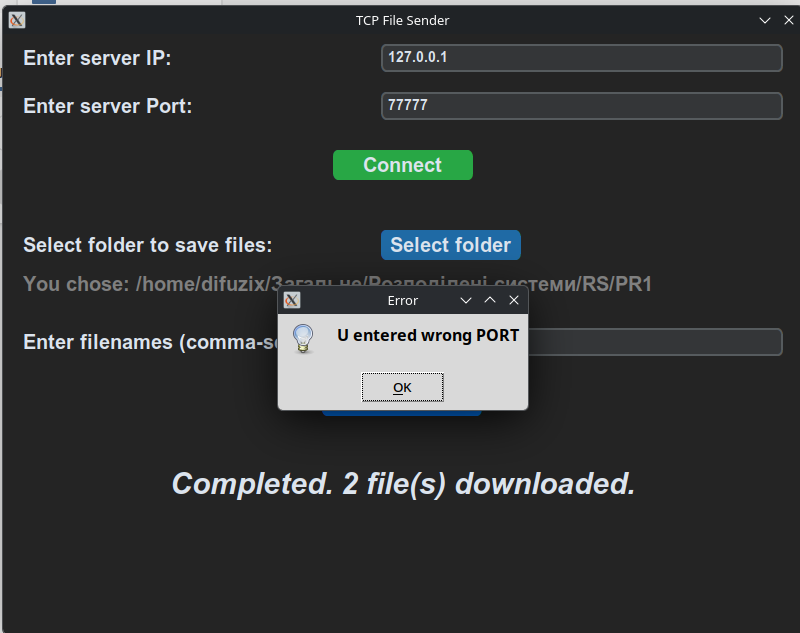 TCP File Sender
Enter server IP: 127.0.0.1
Enter server Port: 77777
Connect
Select folder to save files: Select folder
You chose: /home/difuzix/Загальне/Розподілені системи/RS/PR1
Error
Enter filenames (comma-se
U entered wrong PORT
OK
Completed. 2 file(s) downloaded.